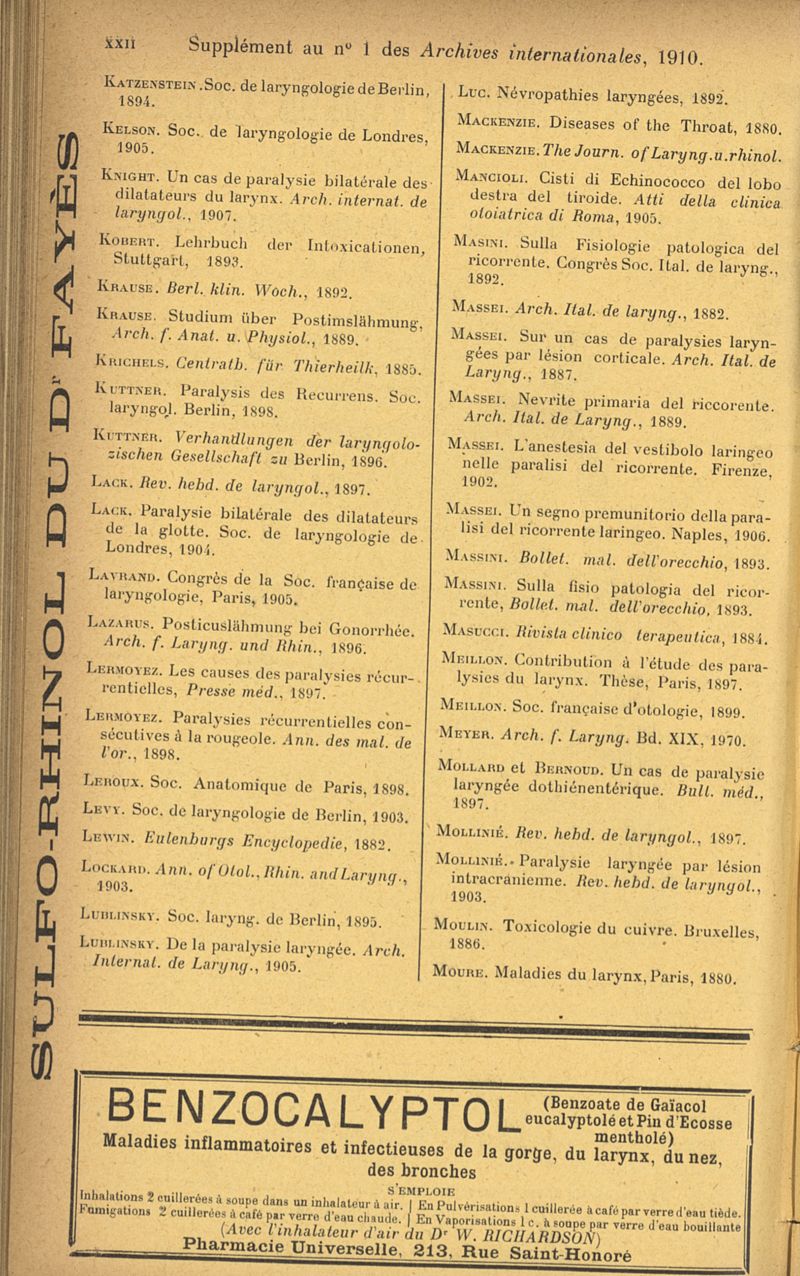 XXII Supplément au n° 1 des Archives internationales, 1910.
SULFO-RHINOL DU Dr FAYÈS
KATZENSTEIN. Soc. de laryngologie de Berlin,
1894.
KELSON. Soc. de laryngologie de Londres,
1905.
KNIGHT. Un cas de paralysie bilatérale des
dilatateurs du larynx. Arch. internat. de
laryngol., 1907.
KOBERT. Lehrbuch der Intoxicationen,
Stuttgart, 1893.
KRAUSE. Berl. klin. Woch., 1892.
KRAUSE. Studium über Postimslähmung,
Arch. f. Anat. u. Physiol., 1889.
KRICHELS. Centralb. für Thierheilk, 1885.
KUTTNER. Paralysis des Recurrens. Soc.
laryngol. Berlin, 1898.
KUTTNER. Verhandlungen der laryngolo-
zischen Gesellschaft zu Berlin, 1896.
LACK. Rev. hebd. de laryngol., 1897.
LACK. Paralysie bilatérale des dilatateurs
de la glotte. Soc. de laryngologie de
Londres, 1904.
LAVRAND. Congrès de la Soc. française de
laryngologie, Paris, 1905.
LAZARUS. Posticuslähmung bei Gonorrhée.
Arch. f. Laryng. und Rhin., 1896.
LERMOYEZ. Les causes des paralysies récur-
rentielles, Presse méd., 1897.
LERMOYEZ. Paralysies récurrentielles con-
sécutives à la rougeole. Ann. des mal. de
l'or., 1898.
LEROUX. Soc. Anatomique de Paris, 1898.
LEVY. Soc. de laryngologie de Berlin, 1903.
LEWIN. Eulenburgs Encyclopedie, 1882.
LOCKARD. Ann. of Otol., Rhin. and Laryng.,
1903.
LUBLINSKY. Soc. laryng. de Berlin, 1895.
LUBLINSKY. De la paralysie laryngée. Arch.
Internat. de Laryng., 1905.
LUC. Névropathies laryngées, 1892.
MACKENZIE. Diseases of the Throat, 1880.
MACKENZIE. The Journ. of Laryng. u. rhinol.
MANCIOLI. Cisti di Echinococco del lobo
destra del tiroide. Atti della clinica
otoiatrica di Roma, 1905.
MASINI. Sulla Fisiologie patologica del
ricorrente. Congrès Soc. Ital. de laryng.,
1892.
MASSEI. Arch. Ital. de laryng., 1882.
MASSEI. Sur un cas de paralysies laryn-
gées par lésion corticale. Arch. Ital. de
Laryng., 1887.
MASSEI. Nevrite primaria del riccorente.
Arch. Ital. de Laryng., 1889.
MASSEI. L'anestesia del vestibolo laringeo
nelle paralisi del ricorrente. Firenze,
1902.
MASSEI. Un segno premunitorio della para-
lisi del ricorrente laringeo. Naples, 1906.
MASSINI. Bollet. mal. dell'orecchio, 1893.
MASSINI. Sulla fisio patologia del ricor-
rente, Bollet. mal. dell'orecchio, 1893.
MASUCCI. Rivista clinico terapeutica, 1884.
MEILLON. Contribution à l'étude des para-
lysies du larynx. Thèse, Paris, 1897.
MEILLON. Soc. française d'otologie, 1899.
MEYER. Arch. f. Laryng. Bd. XIX, 1970.
MOLLARD et BERNOUD. Un cas de paralysie
laryngée dothiénentérique. Bull. méd.,
1897.
MOLLINIÉ. Rev. hebd. de laryngol., 1897.
MOLLINIÉ. Paralysie laryngée par lésion
intracranienne. Rev. hebd. de laryngol.,
1903.
MOULIN. Toxicologie du cuivre. Bruxelles,
1886.
MOURE. Maladies du larynx, Paris, 1880.
BENZOCALYPTOL (Benzoate de Gaïacol
eucalyptolé et Pin d'Ecosse
mentholé)
Maladies inflammatoires et infectieuses de la gorge, du larynx, du nez,
des bronches
S'EMPLOIE
Inhalations 2 cuillerées à soupe dans un inhalateur à air. | En Pulvérisations 1 cuillerée à café par verre d'eau tiède.
Fumigations 2 cuillerées à café par verre d'eau chaude. | En Vaporisations 1 c. à soupe par verre d'eau bouillante
(Avec l'inhalateur d'air du Dr W. RICHARDSON)
Pharmacie Universelle, 213, Rue Saint-Honoré